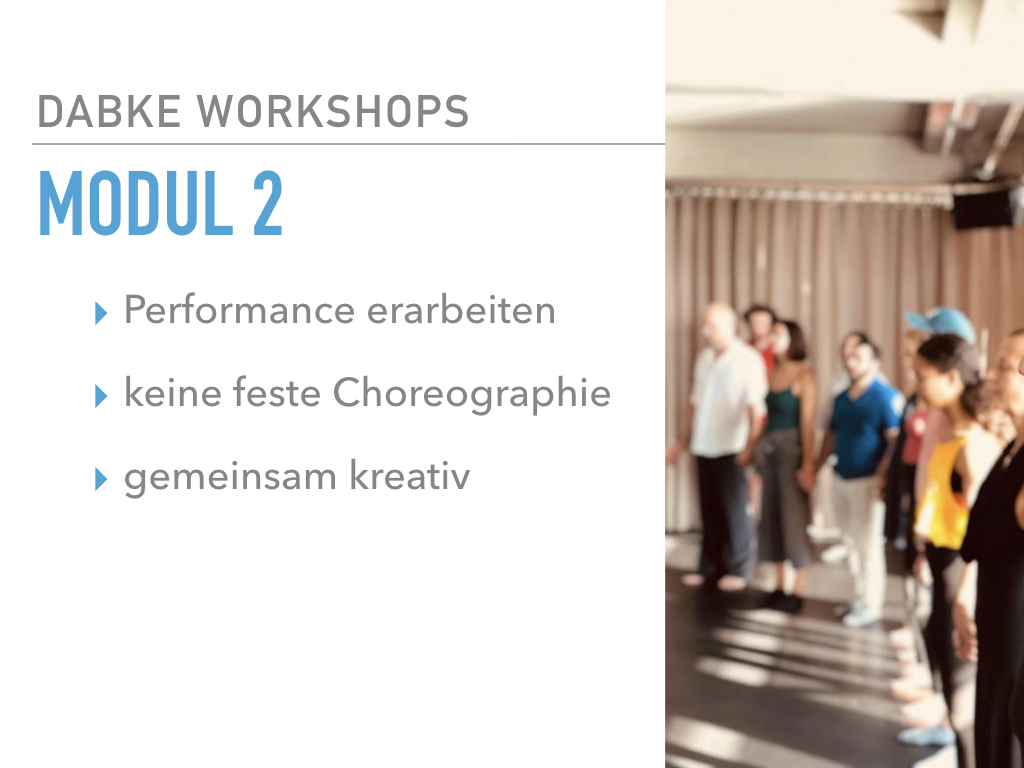 DABKE WORKSHOPS
MODUL 2
Performance erarbeiten
keine feste Choreographie
gemeinsam kreativ